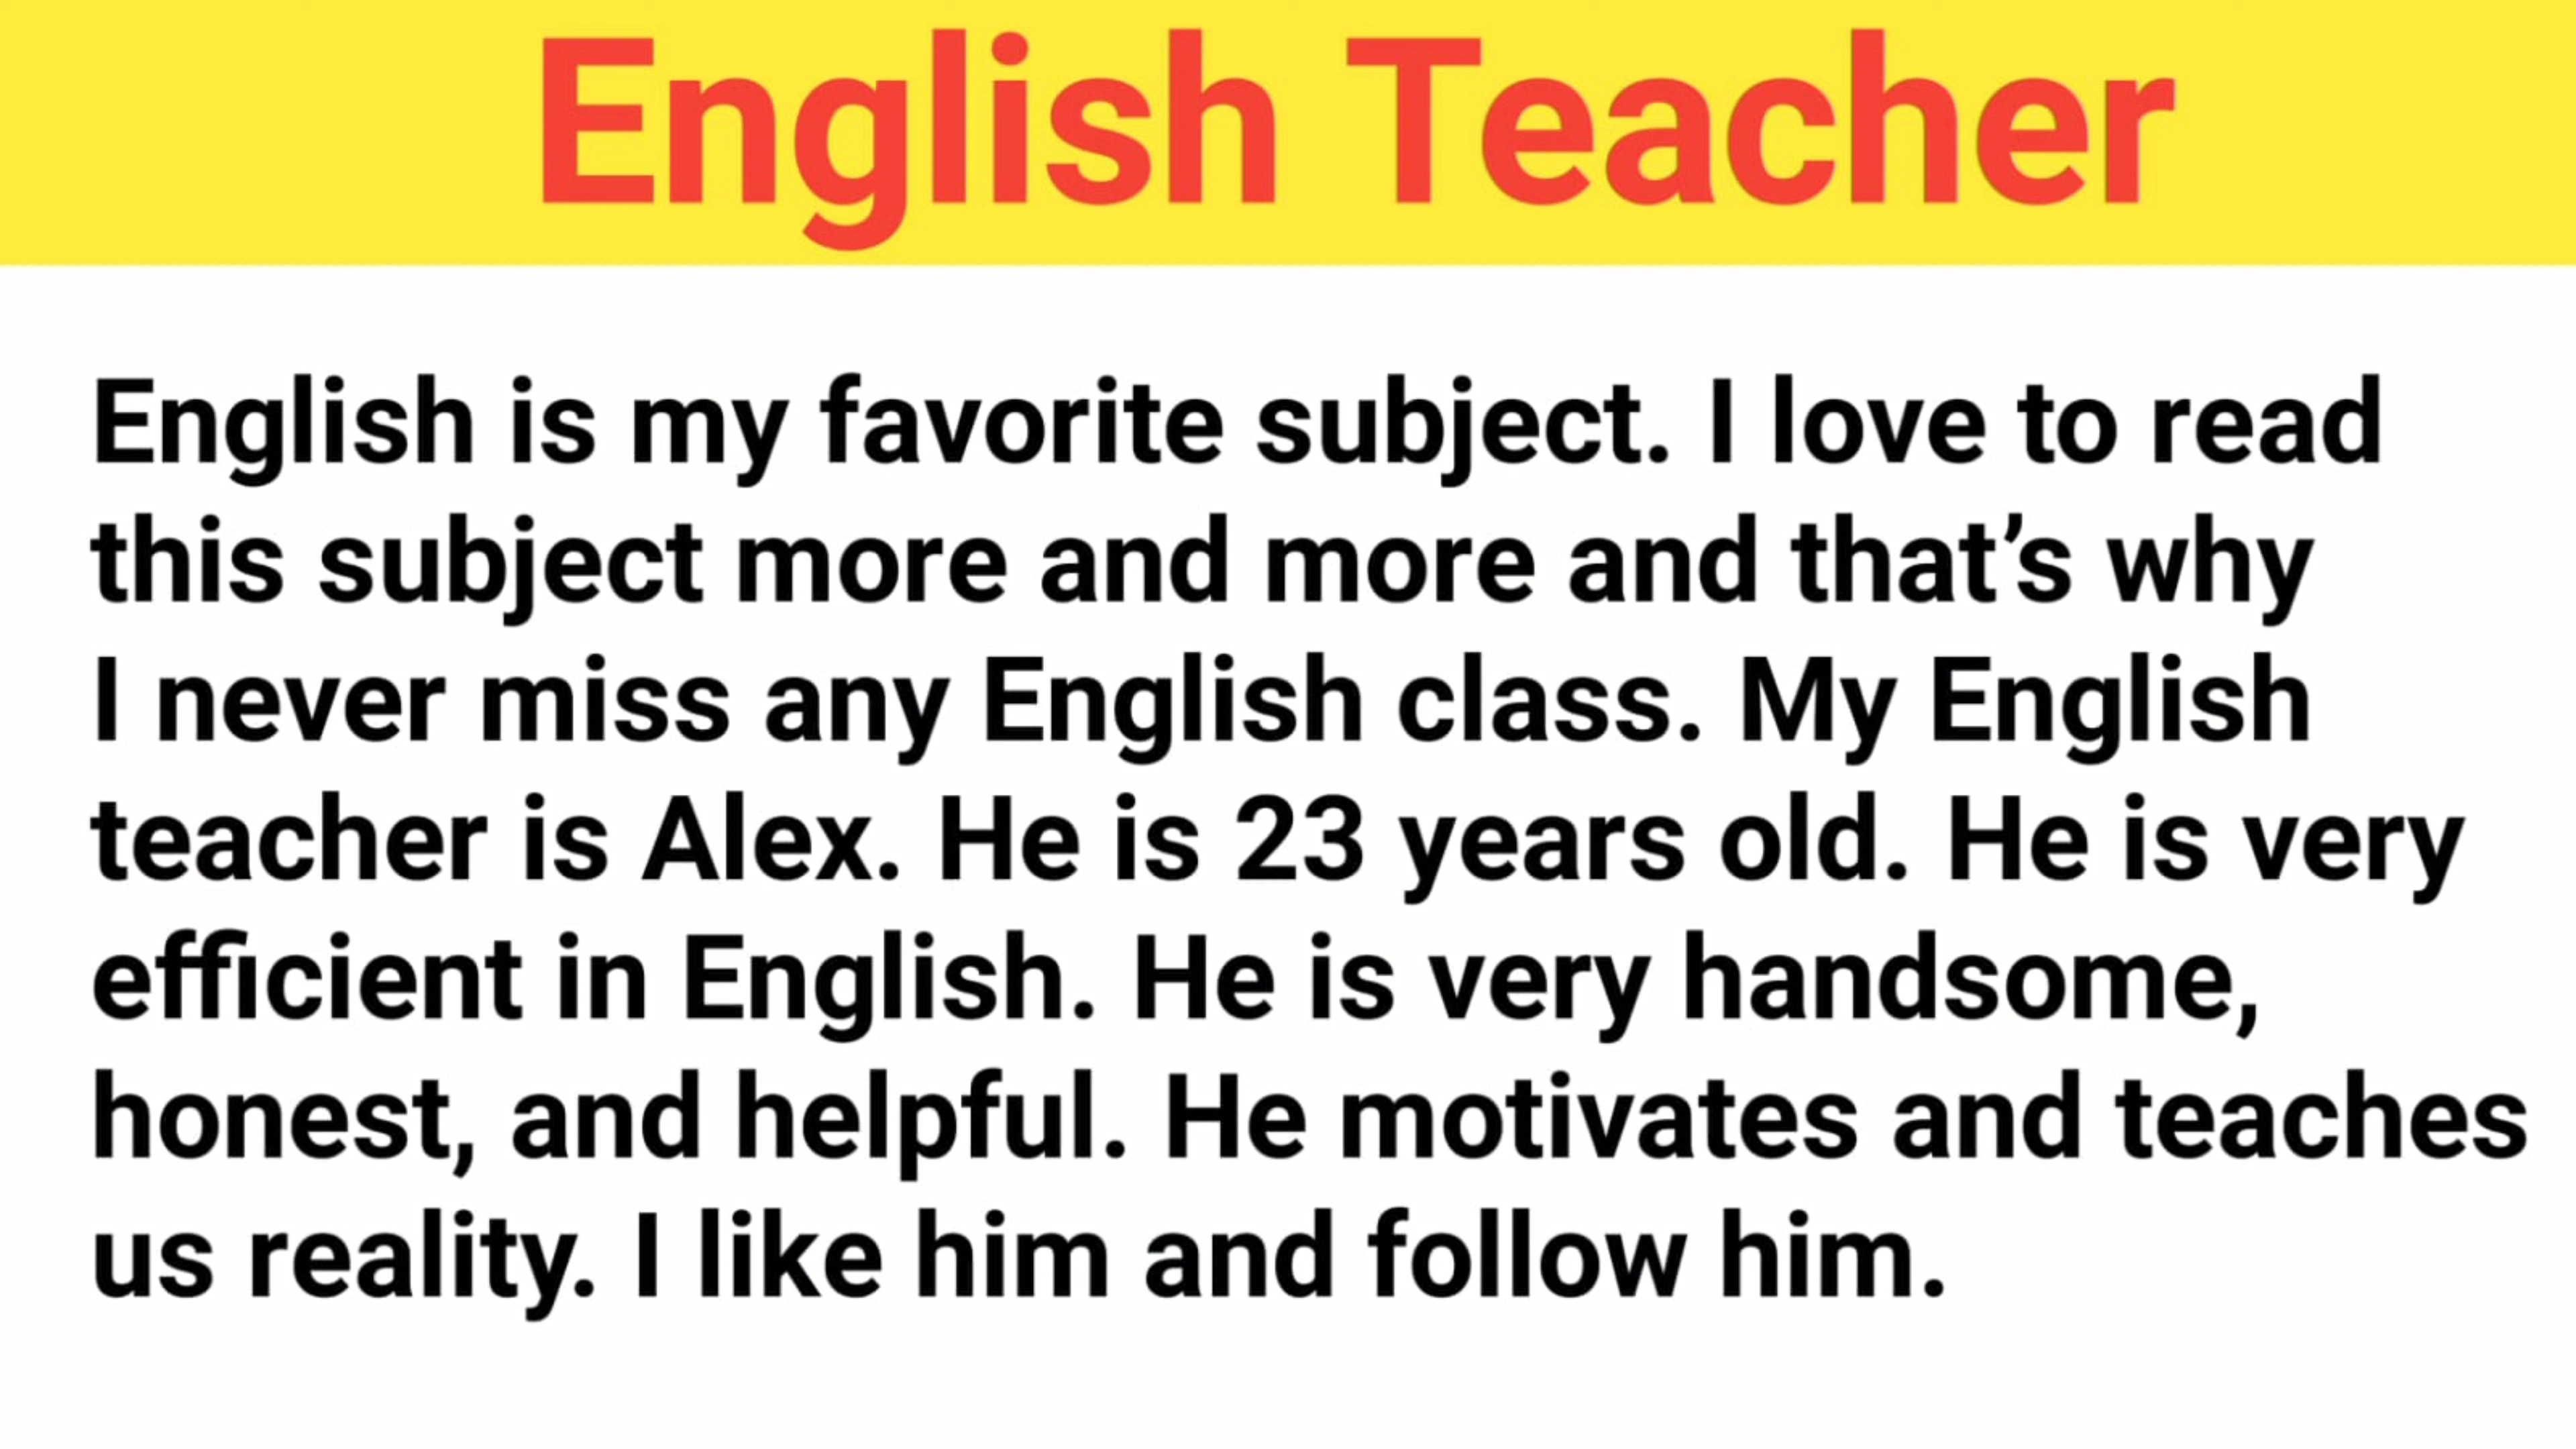 English Teacher
English is my favorite subject. I love to read
this subject more and more and that’s why
I never miss any English class. My English
teacher is Alex. He is 23 years old. He is very
efficient in English. He is very handsome,
honest, and helpful. He motivates and teaches
us reality. I like him and follow him.